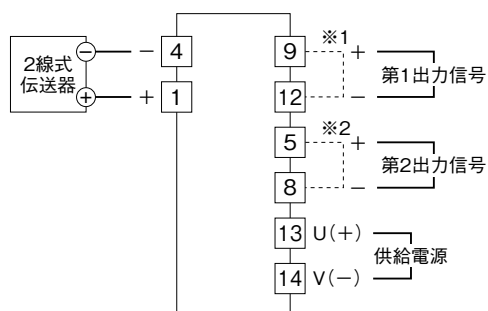 2線式
伝送器
− − 4
+ + 1
9 ※1 +
12 −
第1出力信号
5 ※2 +
8 −
第2出力信号
13 U(+)
14 V(−)
供給電源